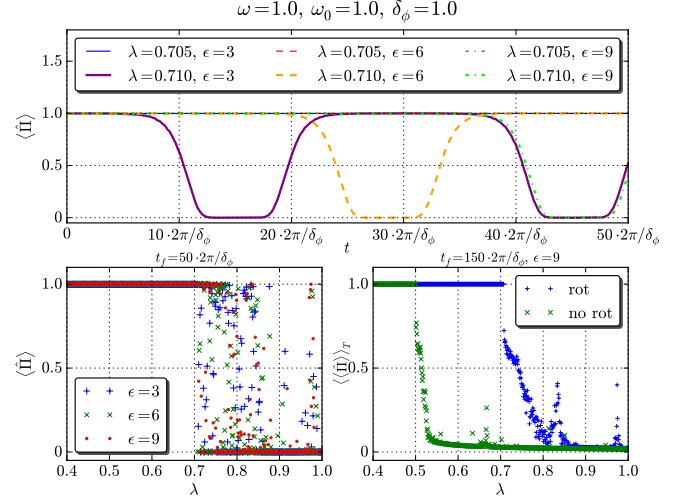 ω=1.0, ω₀=1.0, δ_ϕ=1.0
⟨Π̂⟩
1.5
1.0
0.5
0
λ=0.705, ϵ=3
λ=0.705, ϵ=6
λ=0.705, ϵ=9
λ=0.710, ϵ=3
λ=0.710, ϵ=6
λ=0.710, ϵ=9
0
10·2π/δ_ϕ
20·2π/δ_ϕ
30·2π/δ_ϕ
40·2π/δ_ϕ
50·2π/δ_ϕ
t
t_f=50·2π/δ_ϕ
⟨Π̂⟩
1.0
0.5
0
ϵ=3
ϵ=6
ϵ=9
0.4 0.5 0.6 0.7 0.8 0.9 1.0
λ
t_f=150·2π/δ_ϕ, ϵ=9
⟨⟨Π̂⟩⟩_T
1.0
0.5
0
rot
no rot
0.4 0.5 0.6 0.7 0.8 0.9 1.0
λ